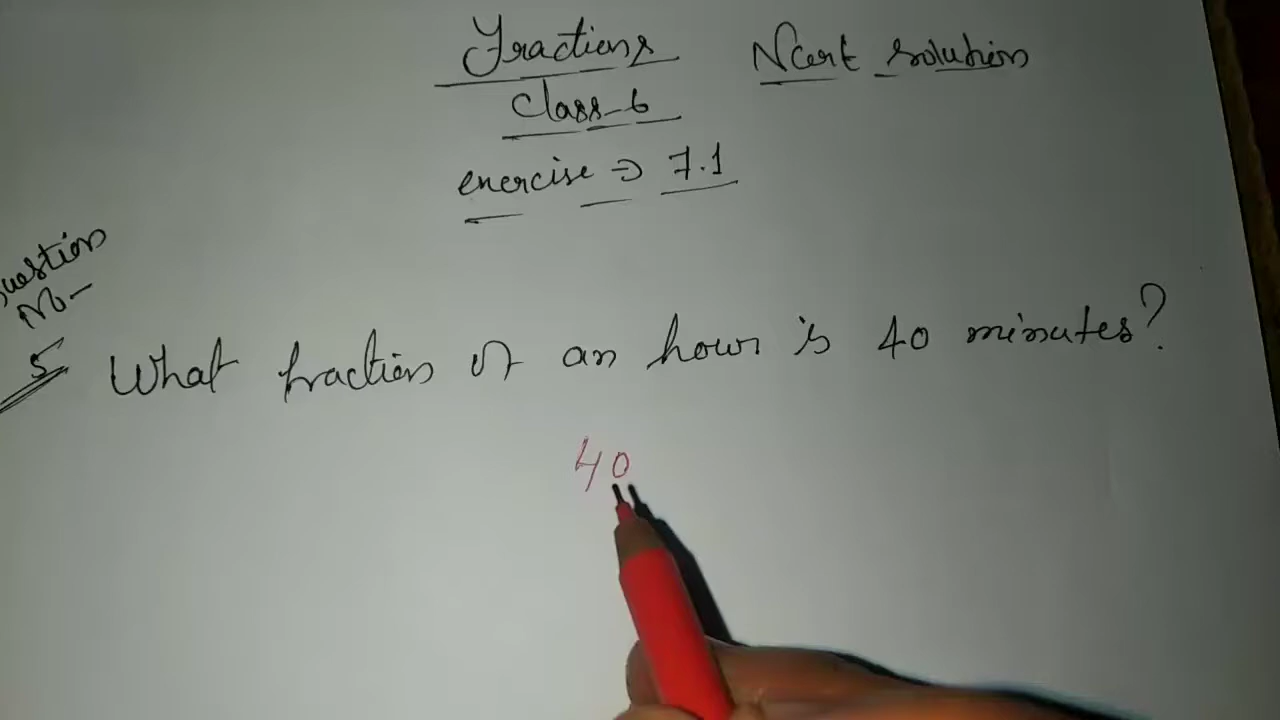 Fractions Ncert solution
Class-6
exercise => 7.1
Question
No-
5 What fraction of an hour is 40 minutes?
40